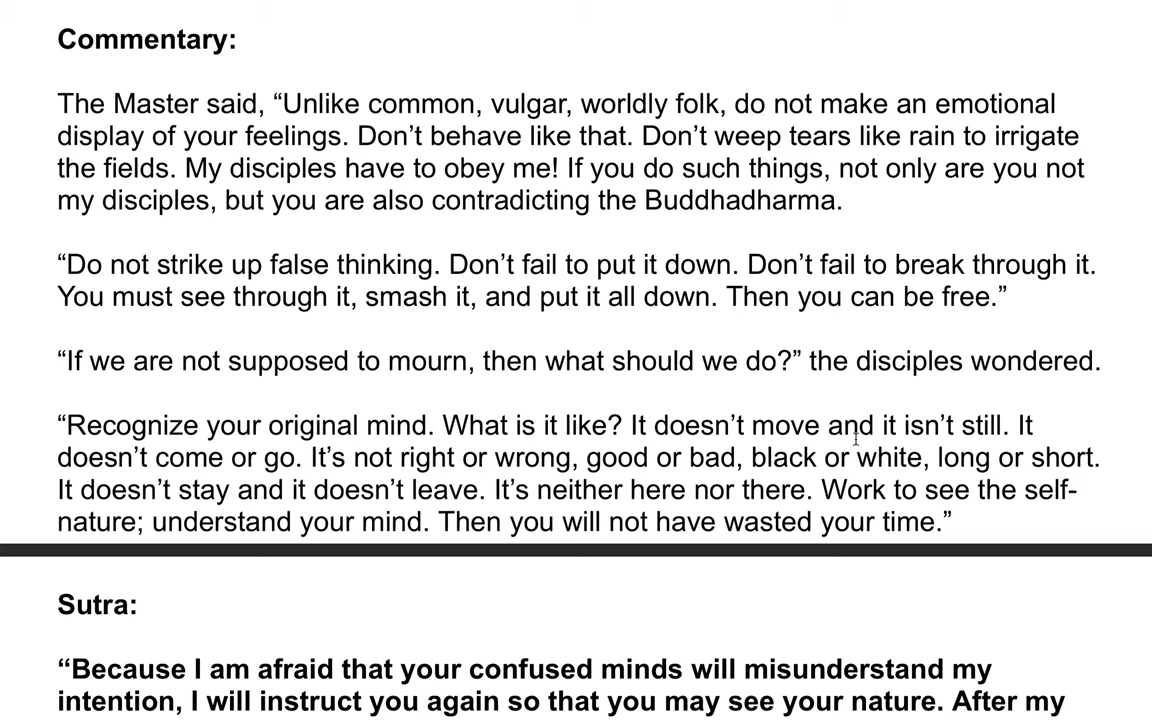 Commentary:
The Master said, “Unlike common, vulgar, worldly folk, do not make an emotional
display of your feelings. Don’t behave like that. Don’t weep tears like rain to irrigate
the fields. My disciples have to obey me! If you do such things, not only are you not
my disciples, but you are also contradicting the Buddhadharma.
“Do not strike up false thinking. Don’t fail to put it down. Don’t fail to break through it.
You must see through it, smash it, and put it all down. Then you can be free.”
“If we are not supposed to mourn, then what should we do?” the disciples wondered.
“Recognize your original mind. What is it like? It doesn’t move and it isn’t still. It
doesn’t come or go. It’s not right or wrong, good or bad, black or white, long or short.
It doesn’t stay and it doesn’t leave. It’s neither here nor there. Work to see the self-
nature; understand your mind. Then you will not have wasted your time.”
Sutra:
“Because I am afraid that your confused minds will misunderstand my
intention, I will instruct you again so that you may see your nature. After my